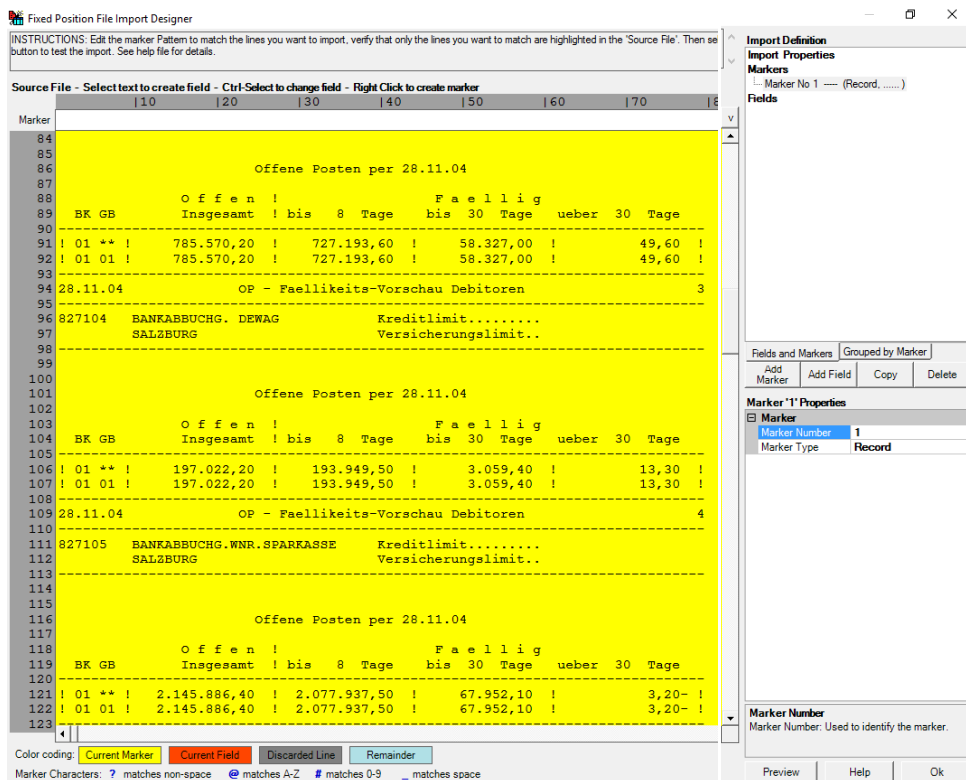 Fixed Position File Import Designer
INSTRUCTIONS: Edit the marker Pattern to match the lines you want to import, verify that only the lines you want to match are highlighted in the 'Source File'. Then se
button to test the import. See help file for details.
Source File - Select text to create field - Ctrl-Select to change field - Right Click to create marker
|10 |20 |30 |40 |50 |60 |70 |8
Marker
v
84
85
86 Offene Posten per 28.11.04
87
88 O f f e n ! F a e l l i g
89 BK GB Insgesamt ! bis 8 Tage bis 30 Tage ueber 30 Tage
90 --------------------------------------------------------------------------------
91 ! 01 ** ! 785.570,20 ! 727.193,60 ! 58.327,00 ! 49,60 !
92 ! 01 01 ! 785.570,20 ! 727.193,60 ! 58.327,00 ! 49,60 !
93 --------------------------------------------------------------------------------
94 28.11.04 OP - Faellikeits-Vorschau Debitoren 3
95 --------------------------------------------------------------------------------
96 827104 BANKABBUCHG. DEWAG Kreditlimit.........
97 SALZBURG Versicherungslimit..
98 --------------------------------------------------------------------------------
99
100
101 Offene Posten per 28.11.04
102
103 O f f e n ! F a e l l i g
104 BK GB Insgesamt ! bis 8 Tage bis 30 Tage ueber 30 Tage
105 --------------------------------------------------------------------------------
106 ! 01 ** ! 197.022,20 ! 193.949,50 ! 3.059,40 ! 13,30 !
107 ! 01 01 ! 197.022,20 ! 193.949,50 ! 3.059,40 ! 13,30 !
108 --------------------------------------------------------------------------------
109 28.11.04 OP - Faellikeits-Vorschau Debitoren 4
110 --------------------------------------------------------------------------------
111 827105 BANKABBUCHG.WNR.SPARKASSE Kreditlimit.........
112 SALZBURG Versicherungslimit..
113 --------------------------------------------------------------------------------
114
115
116 Offene Posten per 28.11.04
117
118 O f f e n ! F a e l l i g
119 BK GB Insgesamt ! bis 8 Tage bis 30 Tage ueber 30 Tage
120 --------------------------------------------------------------------------------
121 ! 01 ** ! 2.145.886,40 ! 2.077.937,50 ! 67.952,10 ! 3,20- !
122 ! 01 01 ! 2.145.886,40 ! 2.077.937,50 ! 67.952,10 ! 3,20- !
123 --------------------------------------------------------------------------------
Color coding: Current Marker Current Field Discarded Line Remainder
Marker Characters: ? matches non-space @ matches A-Z # matches 0-9 _ matches space
Import Definition
Import Properties
Markers
Marker No 1 ---- (Record, ...... )
Fields
Fields and Markers Grouped by Marker
Add Marker Add Field Copy Delete
Marker '1' Properties
Marker
Marker Number 1
Marker Type Record
Marker Number
Marker Number: Used to identify the marker.
Preview Help Ok